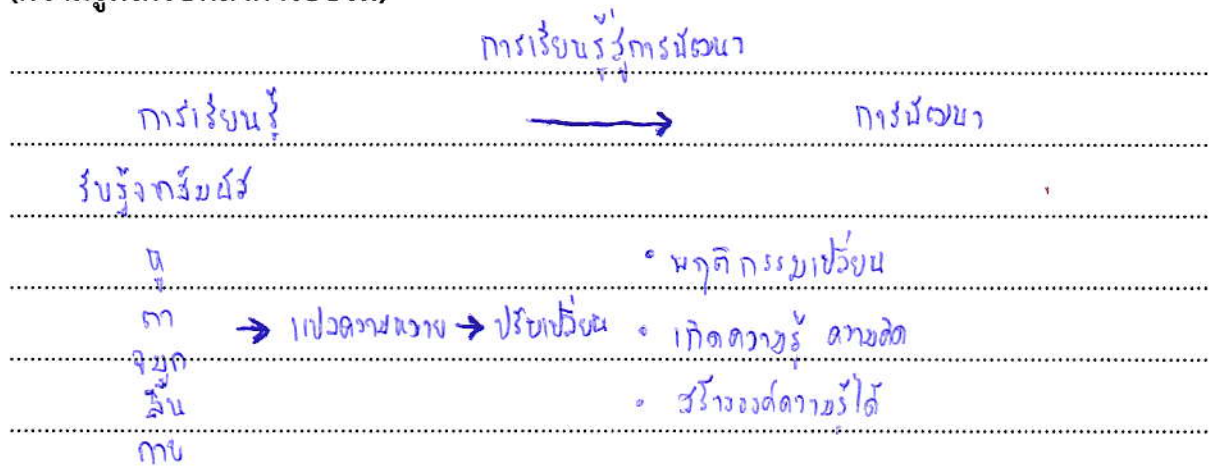 การเรียนรู้สู่การพัฒนา
การเรียนรู้ → การพัฒนา
รับรู้จากสัมผัส
หู • พฤติกรรมเปลี่ยน
ตา → แปลความหมาย → ปรับเปลี่ยน • เกิดความรู้ ความคิด
จมูก
ลิ้น • สร้างองค์ความรู้ได้
กาย